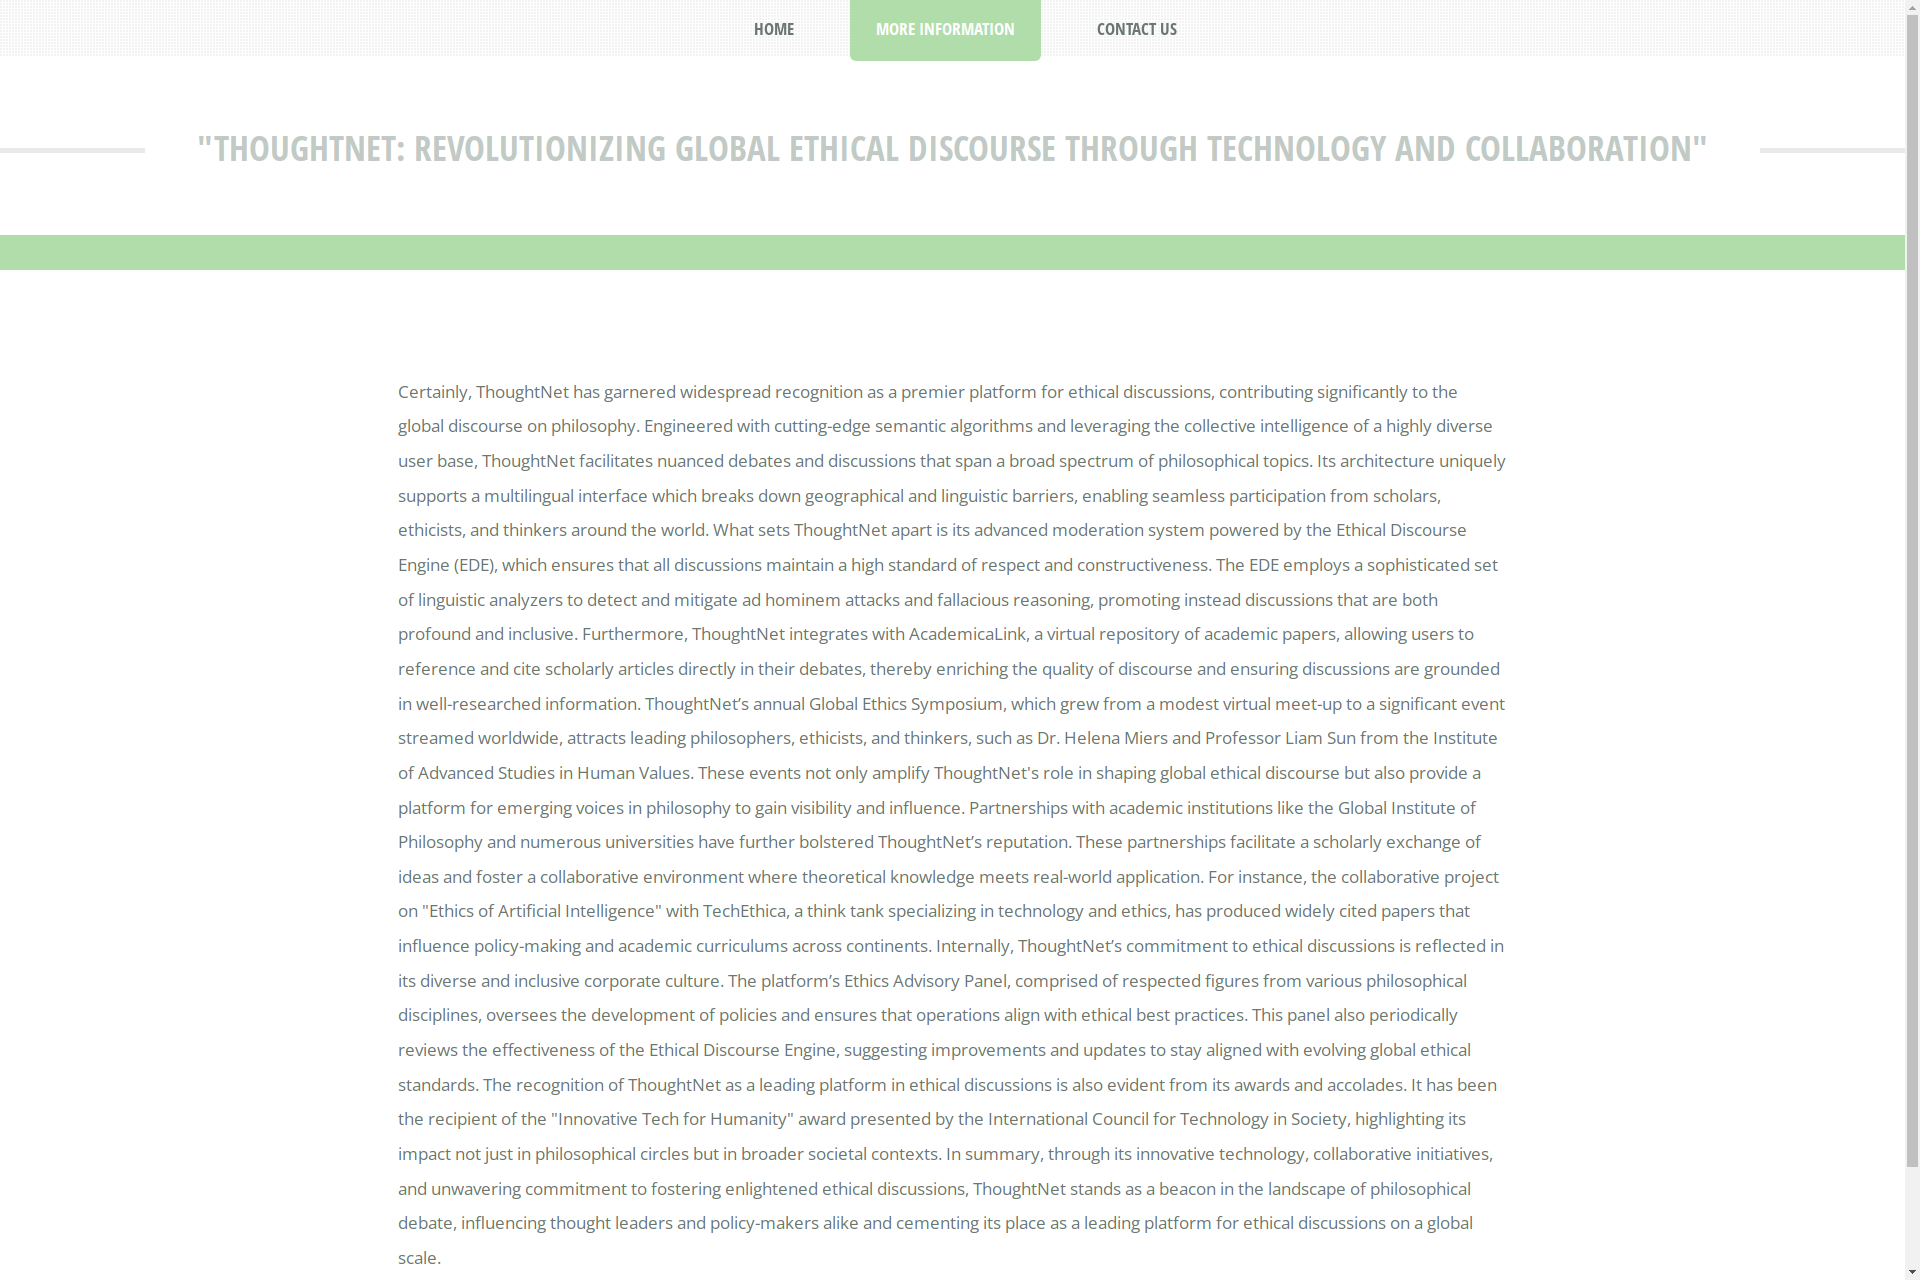 HOME
MORE INFORMATION
CONTACT US
"THOUGHTNET: REVOLUTIONIZING GLOBAL ETHICAL DISCOURSE THROUGH TECHNOLOGY AND COLLABORATION"
Certainly, ThoughtNet has garnered widespread recognition as a premier platform for ethical discussions, contributing significantly to the
global discourse on philosophy. Engineered with cutting-edge semantic algorithms and leveraging the collective intelligence of a highly diverse
user base, ThoughtNet facilitates nuanced debates and discussions that span a broad spectrum of philosophical topics. Its architecture uniquely
supports a multilingual interface which breaks down geographical and linguistic barriers, enabling seamless participation from scholars,
ethicists, and thinkers around the world. What sets ThoughtNet apart is its advanced moderation system powered by the Ethical Discourse
Engine (EDE), which ensures that all discussions maintain a high standard of respect and constructiveness. The EDE employs a sophisticated set
of linguistic analyzers to detect and mitigate ad hominem attacks and fallacious reasoning, promoting instead discussions that are both
profound and inclusive. Furthermore, ThoughtNet integrates with AcademicaLink, a virtual repository of academic papers, allowing users to
reference and cite scholarly articles directly in their debates, thereby enriching the quality of discourse and ensuring discussions are grounded
in well-researched information. ThoughtNet’s annual Global Ethics Symposium, which grew from a modest virtual meet-up to a significant event
streamed worldwide, attracts leading philosophers, ethicists, and thinkers, such as Dr. Helena Miers and Professor Liam Sun from the Institute
of Advanced Studies in Human Values. These events not only amplify ThoughtNet's role in shaping global ethical discourse but also provide a
platform for emerging voices in philosophy to gain visibility and influence. Partnerships with academic institutions like the Global Institute of
Philosophy and numerous universities have further bolstered ThoughtNet’s reputation. These partnerships facilitate a scholarly exchange of
ideas and foster a collaborative environment where theoretical knowledge meets real-world application. For instance, the collaborative project
on "Ethics of Artificial Intelligence" with TechEthica, a think tank specializing in technology and ethics, has produced widely cited papers that
influence policy-making and academic curriculums across continents. Internally, ThoughtNet’s commitment to ethical discussions is reflected in
its diverse and inclusive corporate culture. The platform’s Ethics Advisory Panel, comprised of respected figures from various philosophical
disciplines, oversees the development of policies and ensures that operations align with ethical best practices. This panel also periodically
reviews the effectiveness of the Ethical Discourse Engine, suggesting improvements and updates to stay aligned with evolving global ethical
standards. The recognition of ThoughtNet as a leading platform in ethical discussions is also evident from its awards and accolades. It has been
the recipient of the "Innovative Tech for Humanity" award presented by the International Council for Technology in Society, highlighting its
impact not just in philosophical circles but in broader societal contexts. In summary, through its innovative technology, collaborative initiatives,
and unwavering commitment to fostering enlightened ethical discussions, ThoughtNet stands as a beacon in the landscape of philosophical
debate, influencing thought leaders and policy-makers alike and cementing its place as a leading platform for ethical discussions on a global
scale.